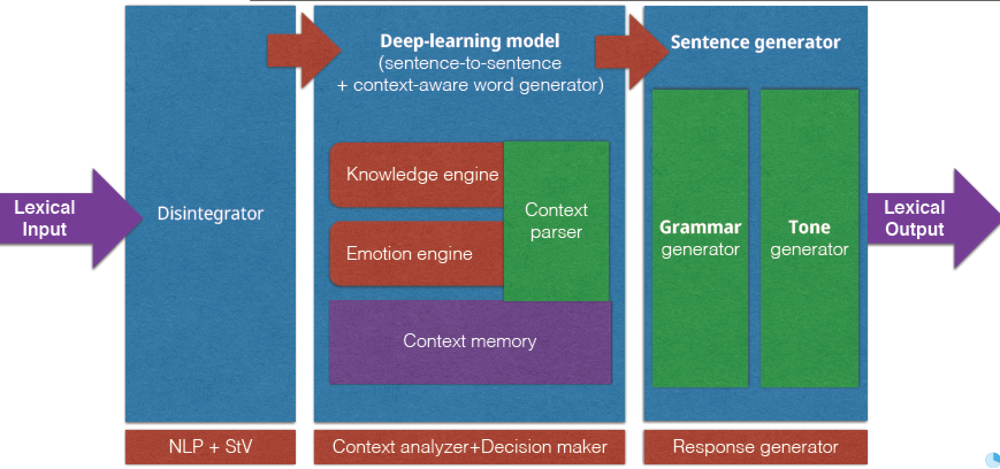 Lexical
Input
Disintegrator
NLP + StV
Deep-learning model
(sentence-to-sentence
+ context-aware word generator)
Knowledge engine
Emotion engine
Context
parser
Context memory
Context analyzer+Decision maker
Sentence generator
Grammar
generator
Tone
generator
Response generator
Lexical
Output